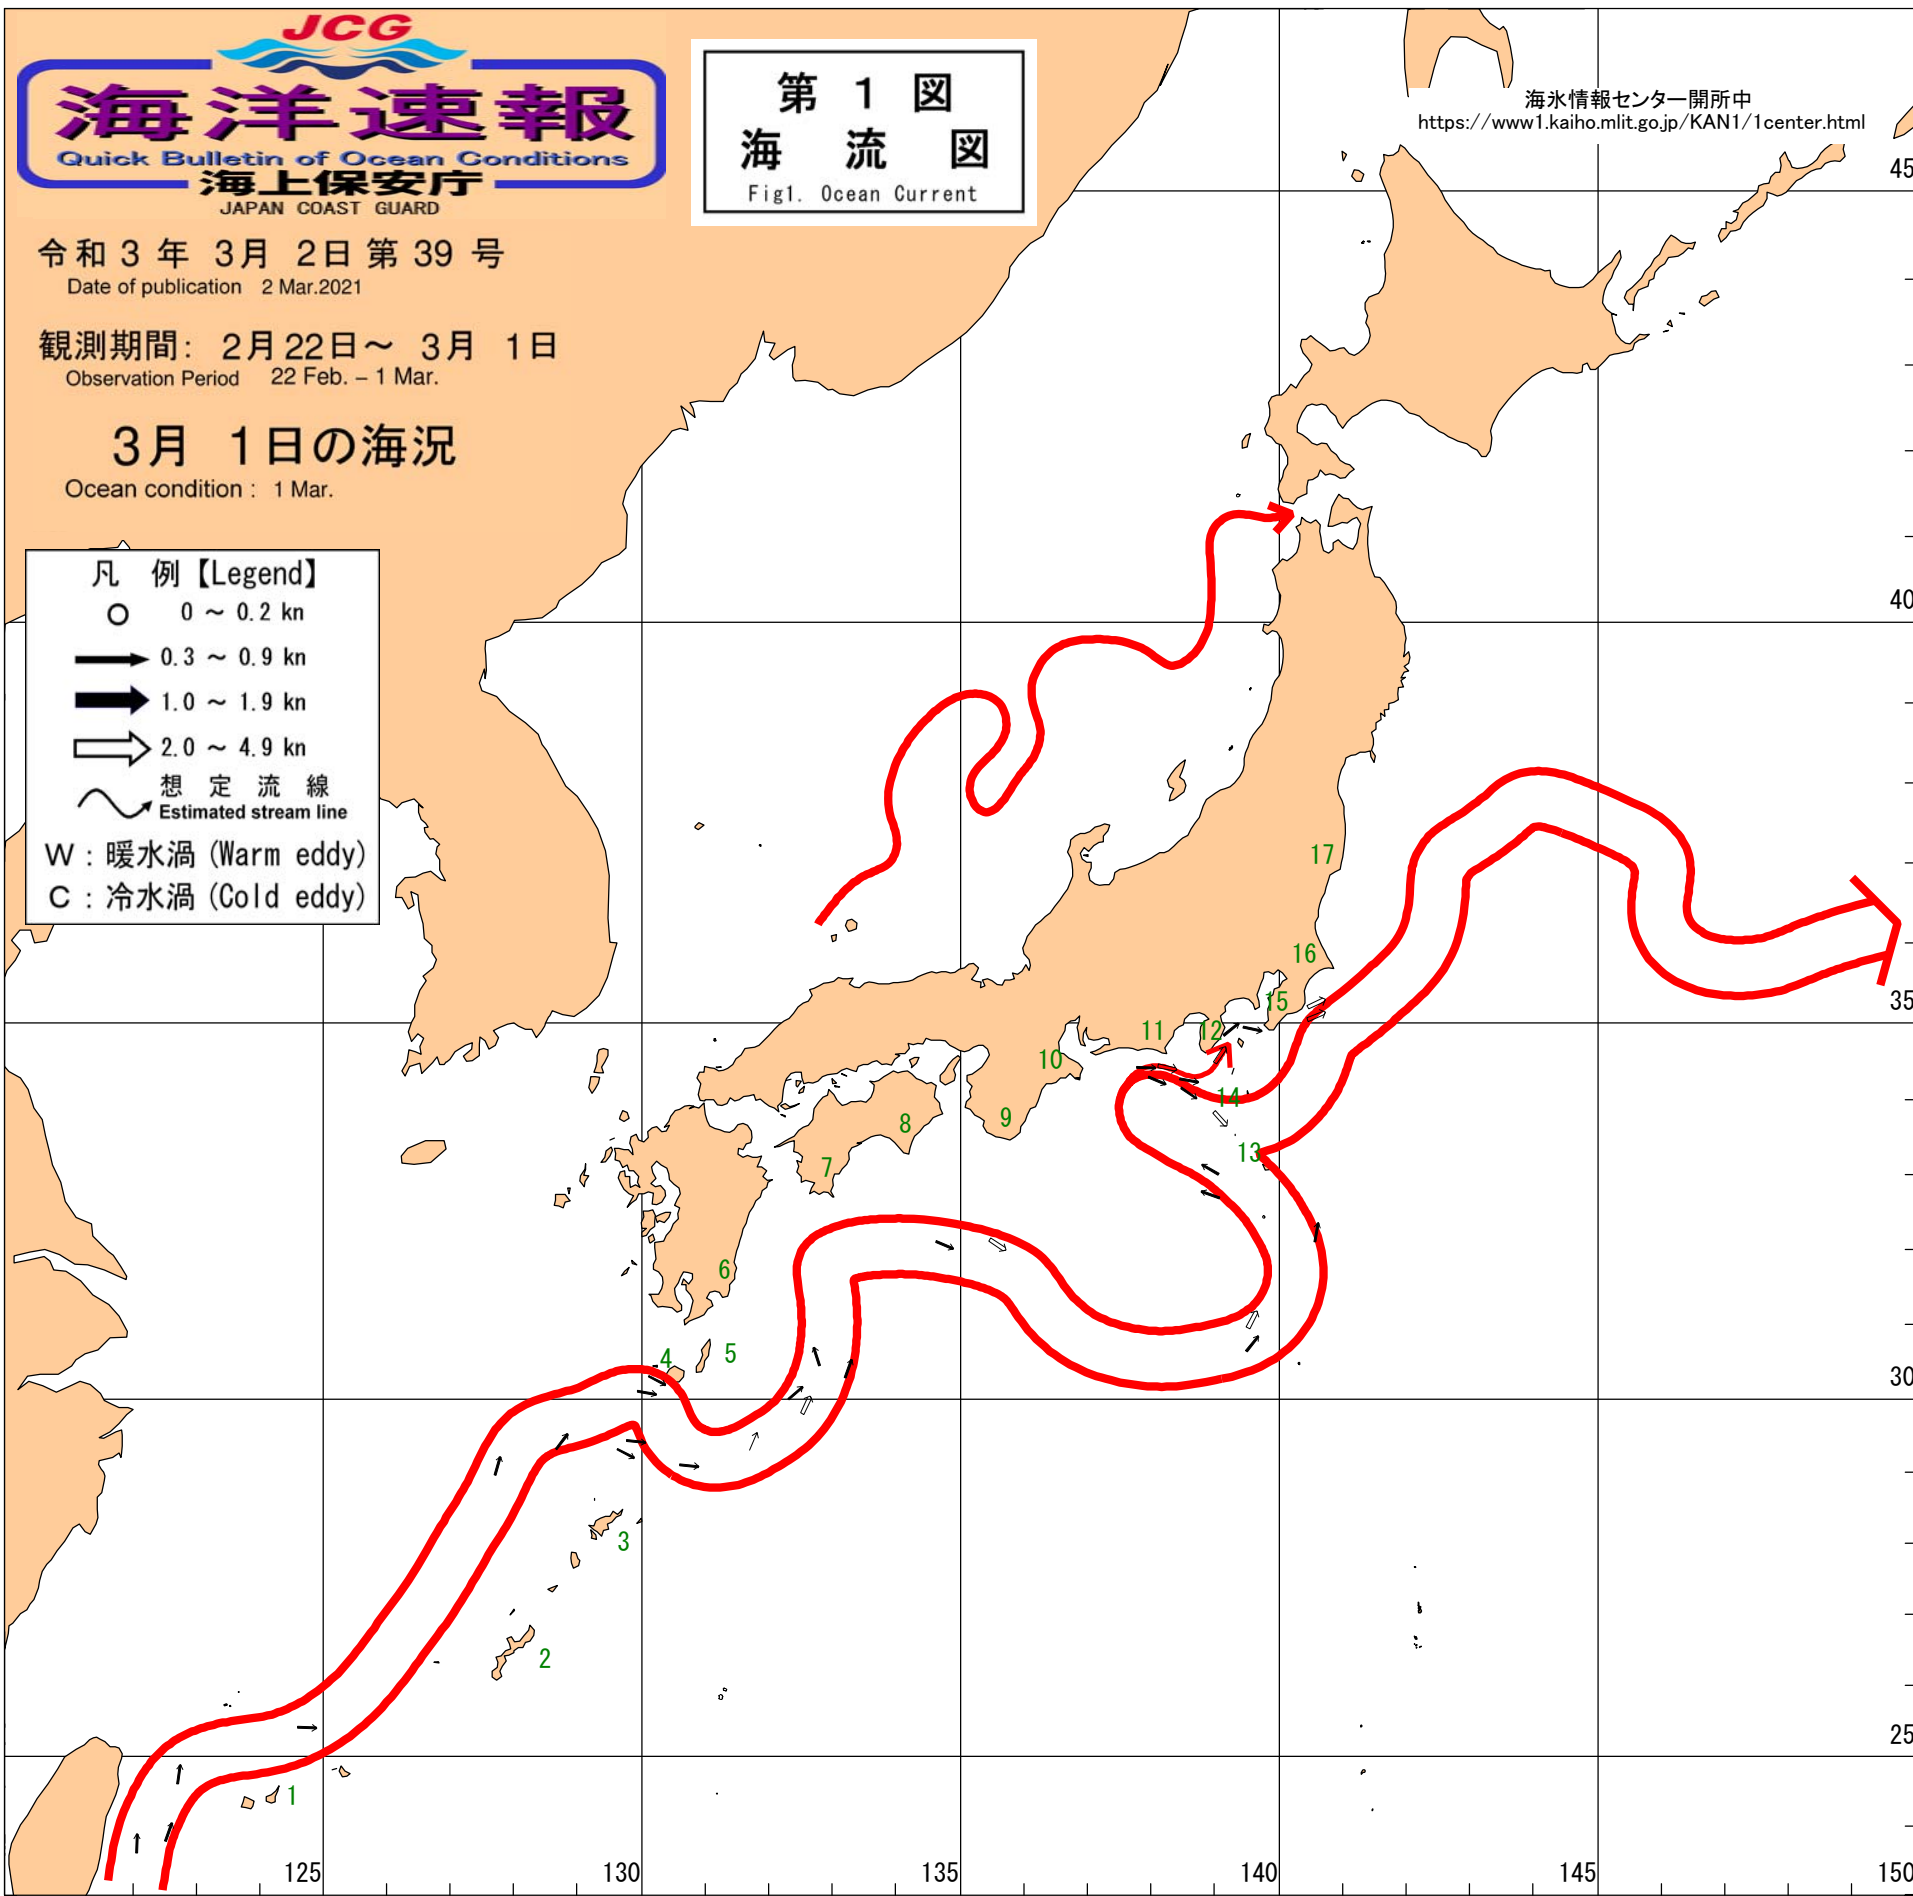 JCG
海洋速報
Quick Bulletin of Ocean Conditions
海上保安庁
JAPAN COAST GUARD
第 1 図
海 流 図
Fig1. Ocean Current
海氷情報センター開所中
https://www1.kaiho.mlit.go.jp/KAN1/1center.html
令和 3 年 3月 2日 第 39 号
Date of publication 2 Mar.2021
観測期間: 2月22日～ 3月 1日
Observation Period 22 Feb. – 1 Mar.
3月 1日の海況
Ocean condition : 1 Mar.
凡 例【Legend】
0 ～ 0.2 kn
0.3 ～ 0.9 kn
1.0 ～ 1.9 kn
2.0 ～ 4.9 kn
想 定 流 線
Estimated stream line
W : 暖水渦 (Warm eddy)
C : 冷水渦 (Cold eddy)
45
40
35
30
25
17
16
15
12
11
10
14
9
8
13
7
6
5
4
3
2
1
125
130
135
140
145
150